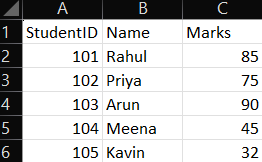 A B C
1 StudentID Name Marks
2 101 Rahul 85
3 102 Priya 75
4 103 Arun 90
5 104 Meena 45
6 105 Kavin 32